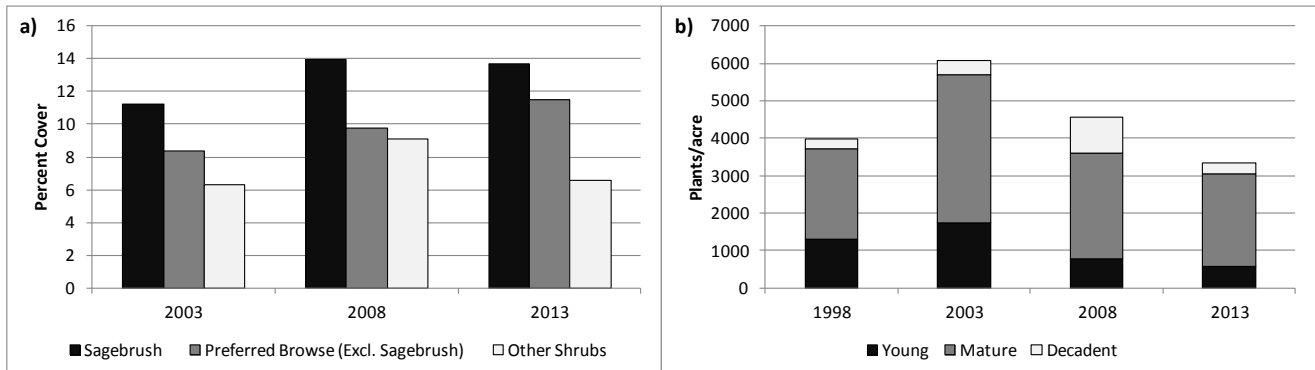 a)
Percent Cover
16
14
12
10
8
6
4
2
0
2003
2008
2013
Sagebrush
Preferred Browse (Excl. Sagebrush)
Other Shrubs
b)
Plants/acre
7000
6000
5000
4000
3000
2000
1000
0
1998
2003
2008
2013
Young
Mature
Decadent